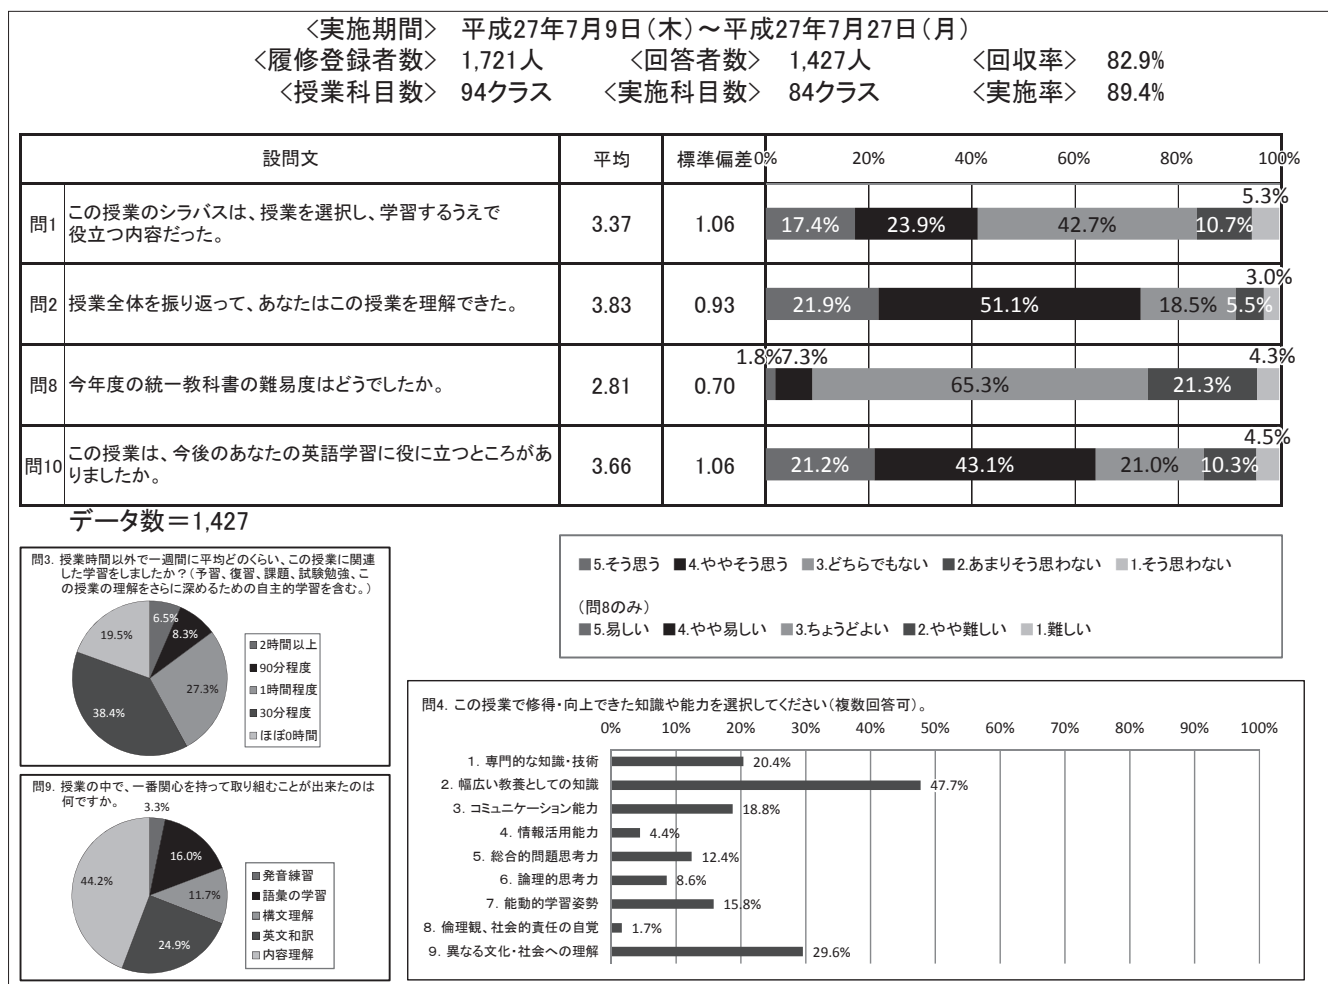 <実施期間> 平成27年7月9日(木)~平成27年7月27日(月)
<履修登録者数> 1,721人 <回答者数> 1,427人 <回収率> 82.9%
<授業科目数> 94クラス <実施科目数> 84クラス <実施率> 89.4%
設問文 平均 標準偏差 0% 20% 40% 60% 80% 100%
問1 この授業のシラバスは、授業を選択し、学習するうえで
役立つ内容だった。 3.37 1.06 17.4% 23.9% 42.7% 10.7% 5.3%
問2 授業全体を振り返って、あなたはこの授業を理解できた。 3.83 0.93 21.9% 51.1% 18.5% 5.5% 3.0%
問8 今年度の統一教科書の難易度はどうでしたか。 2.81 0.70 1.8% 7.3% 65.3% 21.3% 4.3%
問10 この授業は、今後のあなたの英語学習に役に立つところがあ
りましたか。 3.66 1.06 21.2% 43.1% 21.0% 10.3% 4.5%
データ数=1,427
■5.そう思う ■4.ややそう思う ■3.どちらでもない ■2.あまりそう思わない ■1.そう思わない
(問8のみ)
■5.易しい ■4.やや易しい ■3.ちょうどよい ■2.やや難しい ■1.難しい
問3. 授業時間以外で一週間に平均どのくらい、この授業に関連
した学習をしましたか?(予習、復習、課題、試験勉強、こ
の授業の理解をさらに深めるための自主的学習を含む。)
6.5%
8.3%
27.3%
38.4%
19.5%
■2時間以上
■90分程度
■1時間程度
■30分程度
■ほぼ0時間
問9. 授業の中で、一番関心を持って取り組むことが出来たのは
何ですか。
3.3%
16.0%
11.7%
24.9%
44.2%
■発音練習
■語彙の学習
■構文理解
■英文和訳
■内容理解
問4. この授業で修得・向上できた知識や能力を選択してください(複数回答可)。
0% 10% 20% 30% 40% 50% 60% 70% 80% 90% 100%
1. 専門的な知識・技術 20.4%
2. 幅広い教養としての知識 47.7%
3. コミュニケーション能力 18.8%
4. 情報活用能力 4.4%
5. 総合的問題思考力 12.4%
6. 論理的思考力 8.6%
7. 能動的学習姿勢 15.8%
8. 倫理観、社会的責任の自覚 1.7%
9. 異なる文化・社会への理解 29.6%